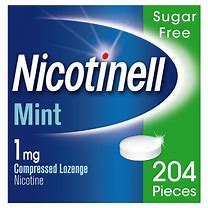 Sugar
Free
Nicotinell
Mint
1mg
Compressed Lozenge
Nicotine
204
Pieces